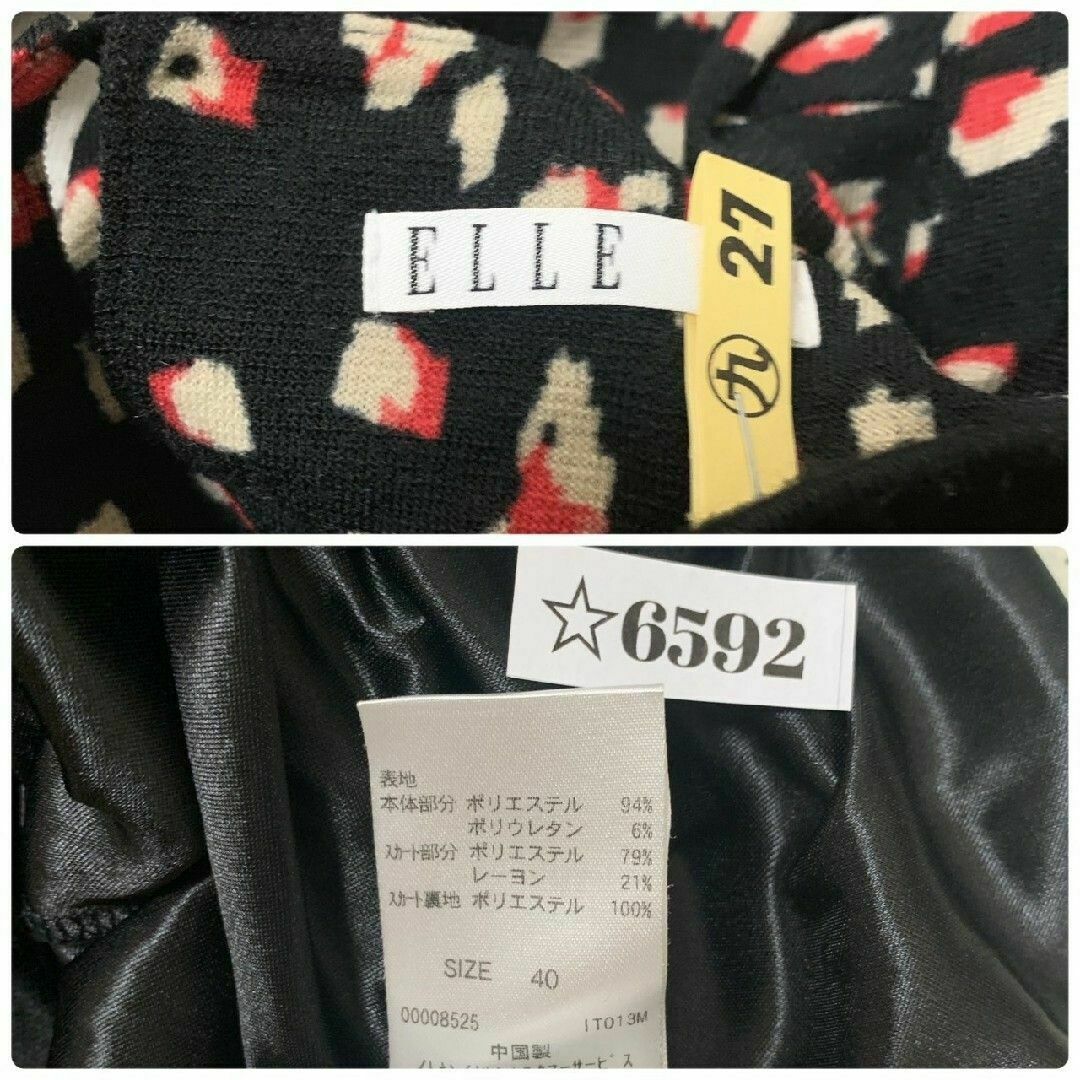 ELLE
27
九
☆6592
表地
本体部分 ポリエステル 94%
ポリウレタン 6%
スカート部分 ポリエステル 79%
レーヨン 21%
スカート裏地 ポリエステル 100%
SIZE 40
00008525 IT013M
中国製